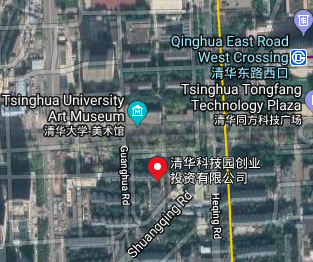 Qinghua East Road
West Crossing
清华东路西口
Tsinghua Tongfang
Technology Plaza
清华同方科技广场
Tsinghua University
Art Museum
清华大学·美术馆
清华科技园创业
投资有限公司
Guanghua Rd
Shuangqing Rd
Heqing Rd